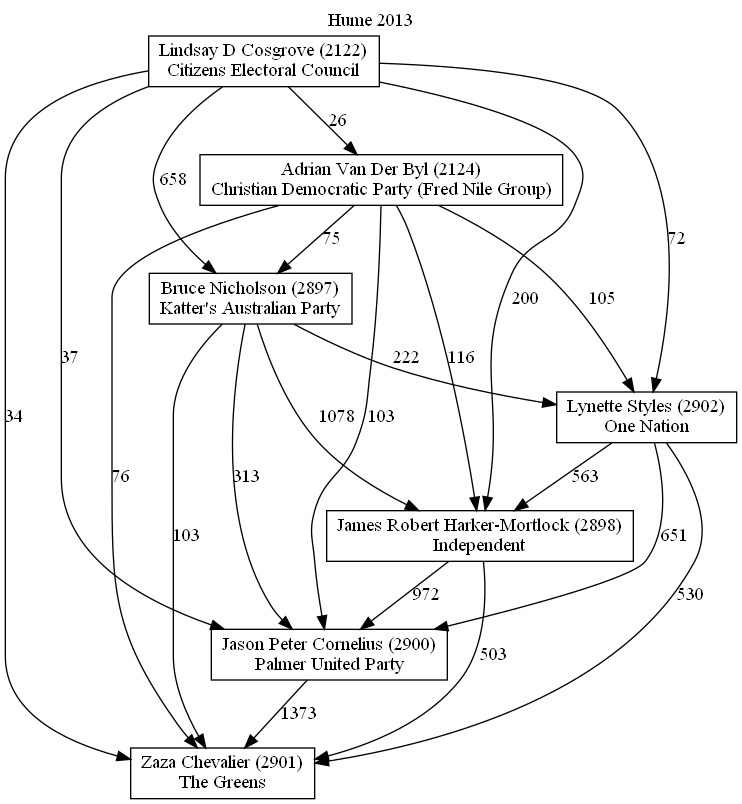 Hume 2013
Lindsay D Cosgrove (2122)
Citizens Electoral Council
26
Adrian Van Der Byl (2124)
Christian Democratic Party (Fred Nile Group)
658
75
72
Bruce Nicholson (2897)
Katter's Australian Party
200
105
37
222
116
34
1078
103
Lynette Styles (2902)
One Nation
76
313
563
James Robert Harker-Mortlock (2898)
Independent
103
651
972
530
Jason Peter Cornelius (2900)
Palmer United Party
503
1373
Zaza Chevalier (2901)
The Greens